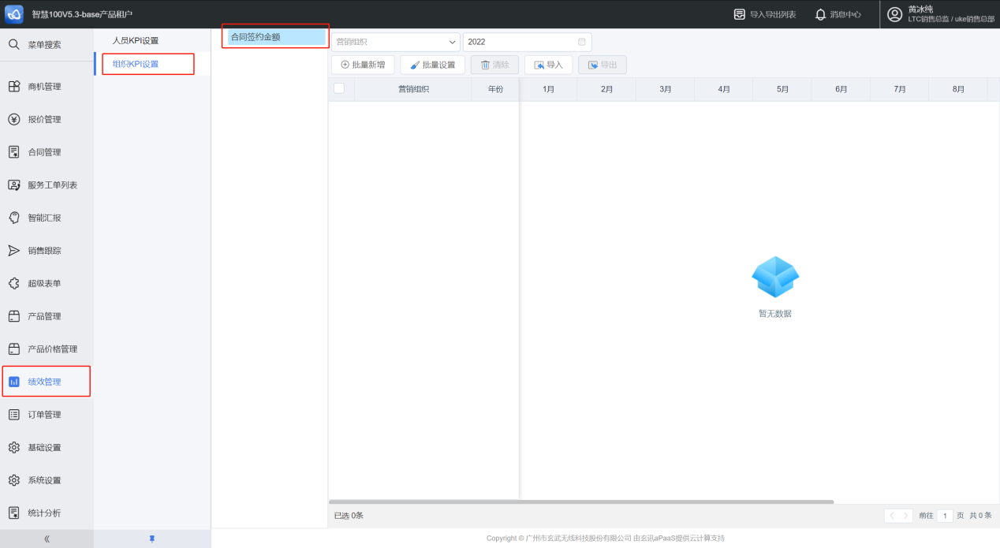 智慧100V5.3-base产品租户
导入导出列表
消息中心
黄冰纯
LTC销售总监 / uke销售总部
菜单搜索
商机管理
报价管理
合同管理
服务工单列表
智能汇报
销售跟踪
超级表单
产品管理
产品价格管理
绩效管理
订单管理
基础设置
系统设置
统计分析
人员KPI设置
组织KPI设置
合同签约金额
营销组织
2022
批量新增
批量设置
清除
导入
导出
营销组织 年份 1月 2月 3月 4月 5月 6月 7月 8月
暂无数据
已选 0条
前往 1 页 共 0 条
Copyright © 广州市玄武无线科技股份有限公司 由玄讯aPaaS提供云计算支持